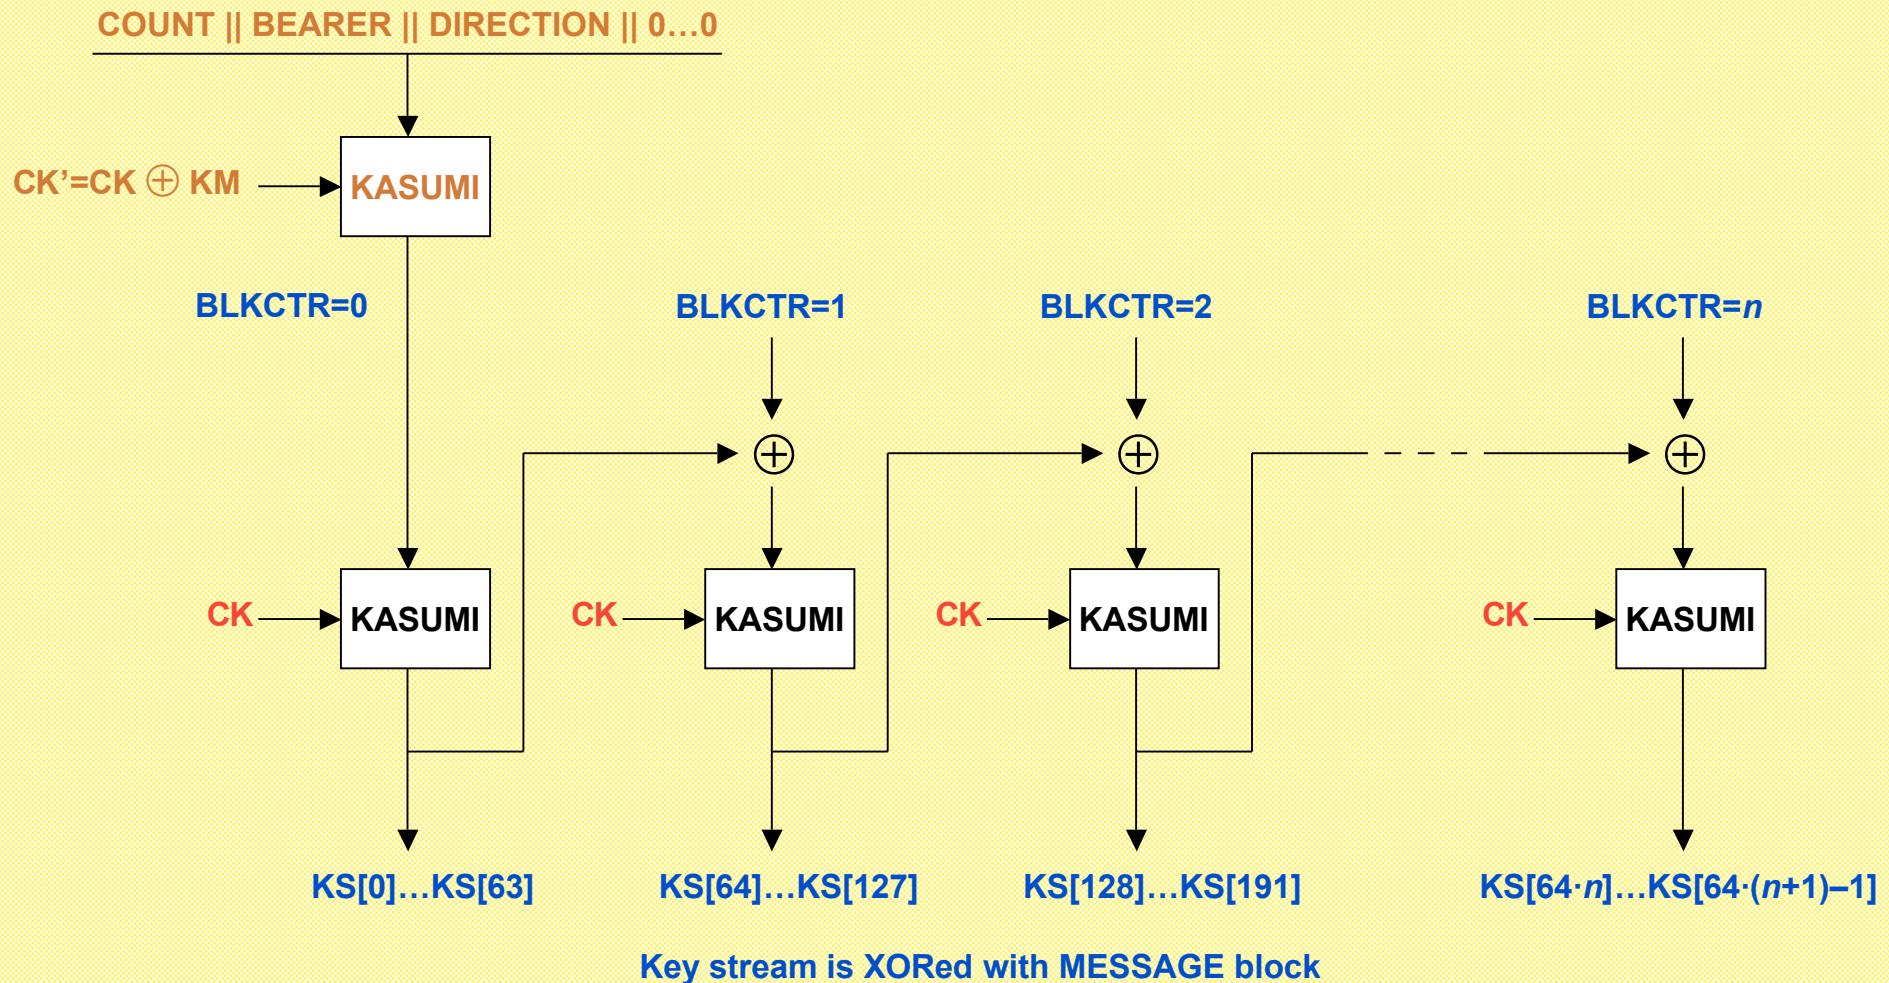 COUNT || BEARER || DIRECTION || 0…0
CK’=CK ⊕ KM
KASUMI
BLKCTR=0
BLKCTR=1
BLKCTR=2
BLKCTR=n
CK
KASUMI
CK
KASUMI
CK
KASUMI
CK
KASUMI
KS[0]…KS[63]
KS[64]…KS[127]
KS[128]…KS[191]
KS[64·n]…KS[64·(n+1)–1]
Key stream is XORed with MESSAGE block